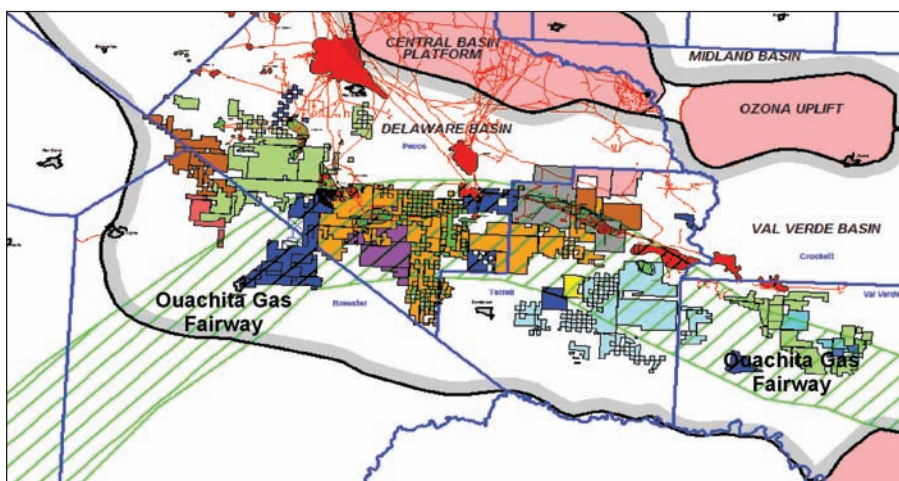 CENTRAL BASIN
PLATFORM
MIDLAND BASIN
OZONA UPLIFT
DELAWARE BASIN
Pecos
VAL VERDE BASIN
Crockett
Ouachita Gas
Fairway
Brewster
Terrell
Val Verde
Ouachita Gas
Fairway